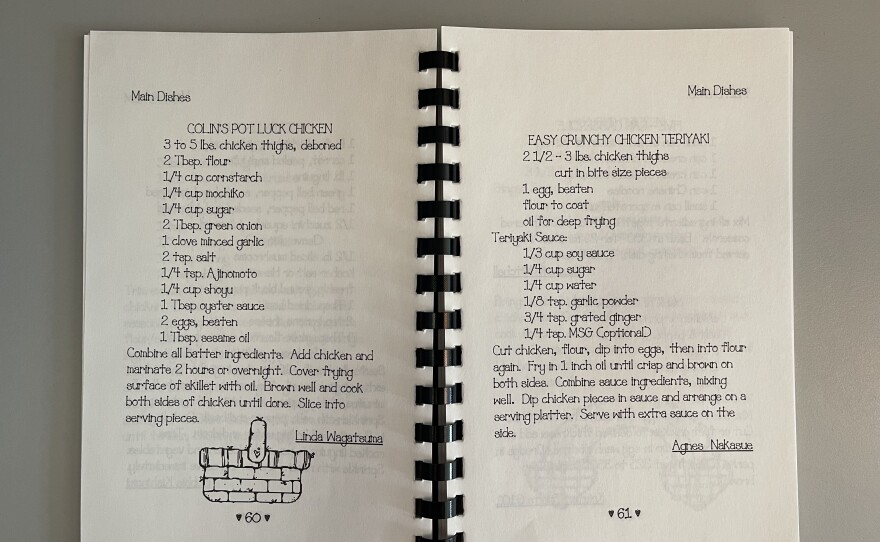 Main Dishes
COLIN'S POT LUCK CHICKEN
3 to 5 lbs. chicken thighs, deboned
2 Tbsp. flour
1/4 cup cornstarch
1/4 cup mochiko
1/4 cup sugar
2 Tbsp. green onion
1 clove minced garlic
2 tsp. salt
1/4 tsp. Ajinomoto
1/4 cup shoyu
1 Tbsp oyster sauce
2 eggs, beaten
1 Tbsp. sesame oil
Combine all batter ingredients. Add chicken and
marinate 2 hours or overnight. Cover frying
surface of skillet with oil. Brown well and cook
both sides of chicken until done. Slice into
serving pieces.
Linda Wagatsuma
♥ 60 ♥
Main Dishes
EASY CRUNCHY CHICKEN TERIYAKI
2 1/2 - 3 lbs. chicken thighs
cut in bite size pieces
1 egg, beaten
flour to coat
oil for deep frying
Teriyaki Sauce:
1/3 cup soy sauce
1/4 cup sugar
1/4 cup water
1/8 tsp. garlic powder
3/4 tsp. grated ginger
1/4 tsp. MSG (optional)
Cut chicken, flour, dip into eggs, then into flour
again. Fry in 1 inch oil until crisp and brown on
both sides. Combine sauce ingredients, mixing
well. Dip chicken pieces in sauce and arrange on a
serving platter. Serve with extra sauce on the
side.
Agnes Nakasue
♥ 61 ♥